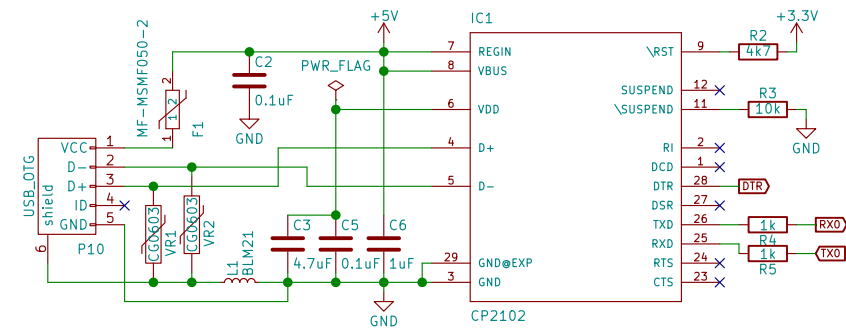 +5V
IC1
+3.3V
MF-MSMF050-2
2
1 2
1
F1
C2
0.1uF
GND
PWR_FLAG
7 REGIN
8 VBUS
6 VDD
4 D+
5 D-
29 GND@EXP
3 GND
\RST 9
SUSPEND 12
\SUSPEND 11
RI 2
DCD 1
DTR 28
DSR 27
TXD 26
RXD 25
RTS 24
CTS 23
CP2102
R2
4k7
R3
10k
GND
DTR
1k
R4
RX0
1k
R5
TX0
USB_OTG
shield
VCC 1
D- 2
D+ 3
ID 4
GND 5
6
P10
CG0603
VR1
CG0603
VR2
L1
BLM21
C3
4.7uF
C5
0.1uF
C6
1uF
GND